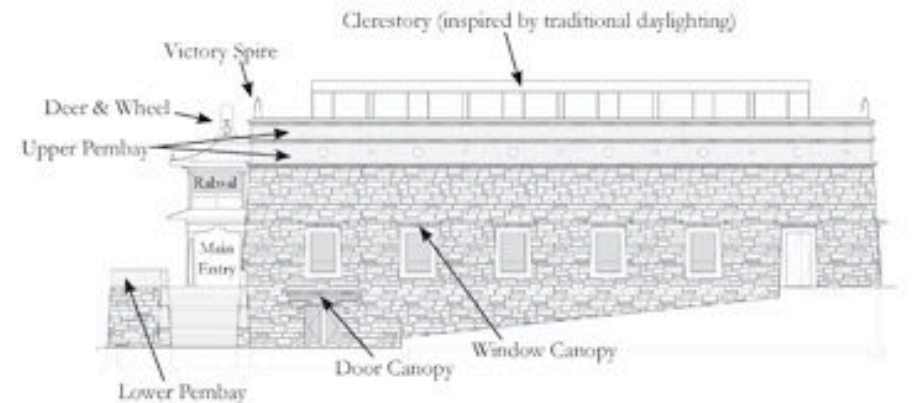 Clerestory (inspired by traditional daylighting)
Victory Spire
Deer & Wheel
Upper Pembay
Rabsal
Main
Entry
Window Canopy
Door Canopy
Lower Pembay